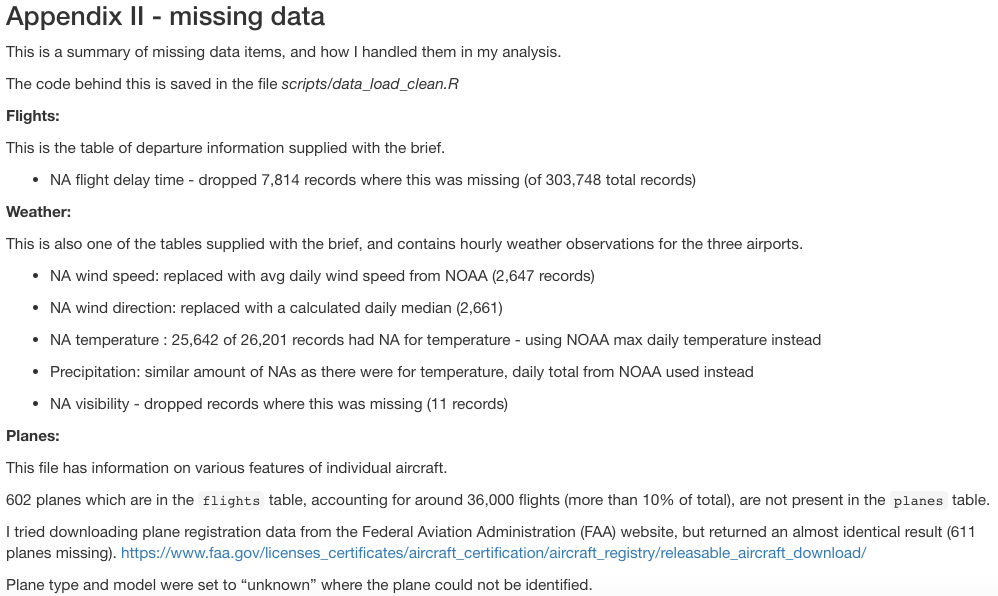 Appendix II - missing data
This is a summary of missing data items, and how I handled them in my analysis.
The code behind this is saved in the file scripts/data_load_clean.R
Flights:
This is the table of departure information supplied with the brief.
• NA flight delay time - dropped 7,814 records where this was missing (of 303,748 total records)
Weather:
This is also one of the tables supplied with the brief, and contains hourly weather observations for the three airports.
• NA wind speed: replaced with avg daily wind speed from NOAA (2,647 records)
• NA wind direction: replaced with a calculated daily median (2,661)
• NA temperature : 25,642 of 26,201 records had NA for temperature - using NOAA max daily temperature instead
• Precipitation: similar amount of NAs as there were for temperature, daily total from NOAA used instead
• NA visibility - dropped records where this was missing (11 records)
Planes:
This file has information on various features of individual aircraft.
602 planes which are in the flights table, accounting for around 36,000 flights (more than 10% of total), are not present in the planes table.
I tried downloading plane registration data from the Federal Aviation Administration (FAA) website, but returned an almost identical result (611
planes missing). https://www.faa.gov/licenses_certificates/aircraft_certification/aircraft_registry/releasable_aircraft_download/
Plane type and model were set to “unknown” where the plane could not be identified.